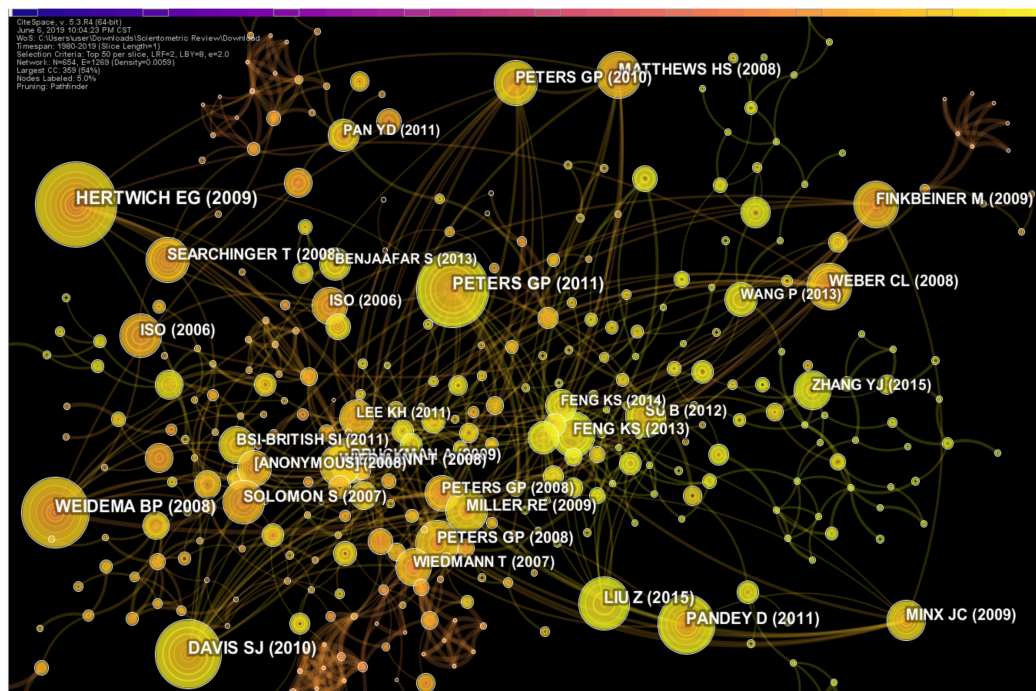 CiteSpace, v. 5.3.R4 (64-bit)
June 6, 2019 10:04:23 PM CST
WoS: C:\Users\user\Downloads\Scientometric Review\Download
Timespan: 1980-2019 (Slice Length=1)
Selection Criteria: Top 50 per slice, LRF=2, LBY=8, e=2.0
Network: N=654, E=1269 (Density=0.0059)
Largest CC: 359 (54%)
Nodes Labeled: 5.0%
Pruning: Pathfinder
MATTHEWS HS (2008)
PETERS GP (2010)
PAN YD (2011)
HERTWICH EG (2009)
FINKBEINER M (2009)
SEARCHINGER T (2008)
BENJAAFAR S (2013)
PETERS GP (2011)
WEBER CL (2008)
WANG P (2013)
ISO (2006)
ISO (2006)
ZHANG YJ (2015)
FENG KS (2014)
LEE KH (2011)
SU B (2012)
FENG KS (2013)
BSI-BRITISH SI (2011)
[ANONYMOUS] (2008)
T (2008)
(2009)
PETERS GP (2008)
SOLOMON S (2007)
WEIDEMA BP (2008)
MILLER RE (2009)
PETERS GP (2008)
WIEDMANN T (2007)
LIU Z (2015)
PANDEY D (2011)
MINX JC (2009)
DAVIS SJ (2010)